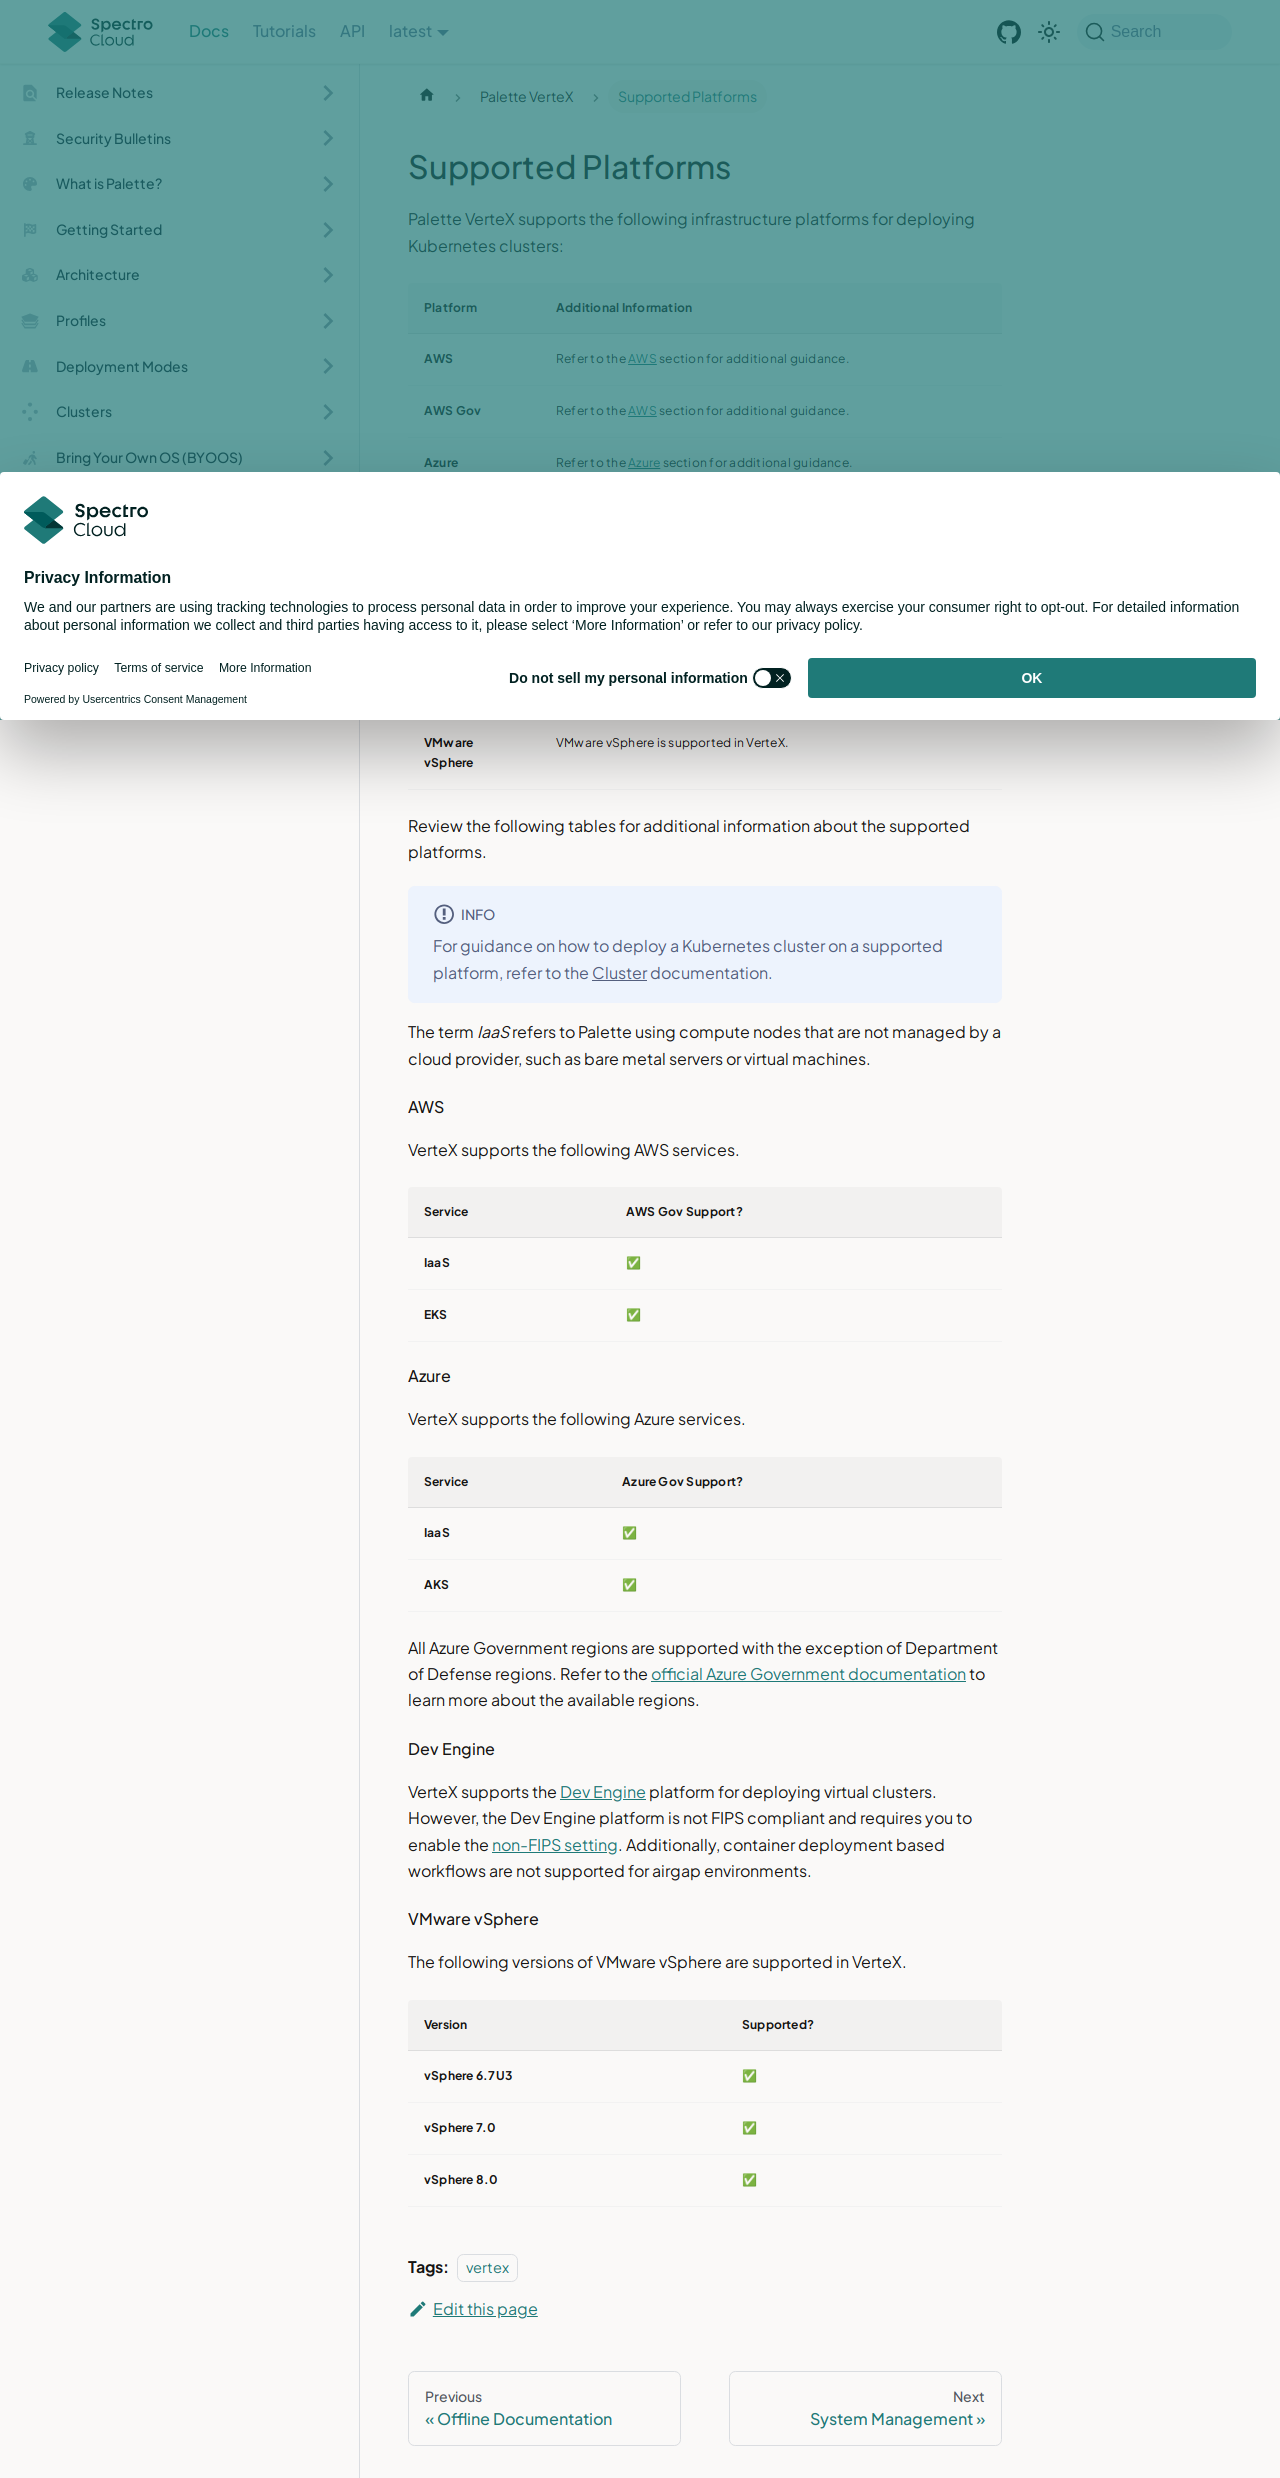 Spectro Cloud
Docs Tutorials API latest Search
Release Notes
Security Bulletins
What is Palette?
Getting Started
Architecture
Profiles
Deployment Modes
Clusters
Bring Your Own OS (BYOOS)
Palette VerteX
Supported Platforms
Supported Platforms
Palette VerteX supports the following infrastructure platforms for deploying
Kubernetes clusters:
Platform Additional Information
AWS Refer to the AWS section for additional guidance.
AWS Gov Refer to the AWS section for additional guidance.
Azure Refer to the Azure section for additional guidance.
Spectro
Cloud
Privacy Information
We and our partners are using tracking technologies to process personal data in order to improve your experience. You may always exercise your consumer right to opt-out. For detailed information
about personal information we collect and third parties having access to it, please select ‘More Information’ or refer to our privacy policy.
Privacy policy Terms of service More Information
Do not sell my personal information
OK
Powered by Usercentrics Consent Management
VMware
vSphere
VMware vSphere is supported in VerteX.
Review the following tables for additional information about the supported
platforms.
INFO
For guidance on how to deploy a Kubernetes cluster on a supported
platform, refer to the Cluster documentation.
The term IaaS refers to Palette using compute nodes that are not managed by a
cloud provider, such as bare metal servers or virtual machines.
AWS
VerteX supports the following AWS services.
Service AWS Gov Support?
IaaS ✅
EKS ✅
Azure
VerteX supports the following Azure services.
Service Azure Gov Support?
IaaS ✅
AKS ✅
All Azure Government regions are supported with the exception of Department
of Defense regions. Refer to the official Azure Government documentation to
learn more about the available regions.
Dev Engine
VerteX supports the Dev Engine platform for deploying virtual clusters.
However, the Dev Engine platform is not FIPS compliant and requires you to
enable the non-FIPS setting. Additionally, container deployment based
workflows are not supported for airgap environments.
VMware vSphere
The following versions of VMware vSphere are supported in VerteX.
Version Supported?
vSphere 6.7U3 ✅
vSphere 7.0 ✅
vSphere 8.0 ✅
Tags: vertex
Edit this page
Previous
« Offline Documentation
Next
System Management »